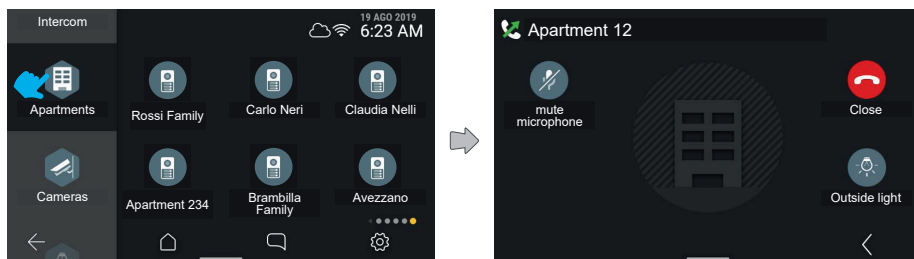 Intercom
19 AGO 2019
6:23 AM
Apartments
Rossi Family
Carlo Neri
Claudia Nelli
Cameras
Apartment 234
Brambilla
Family
Avezzano
Apartment 12
mute
microphone
Close
Outside light